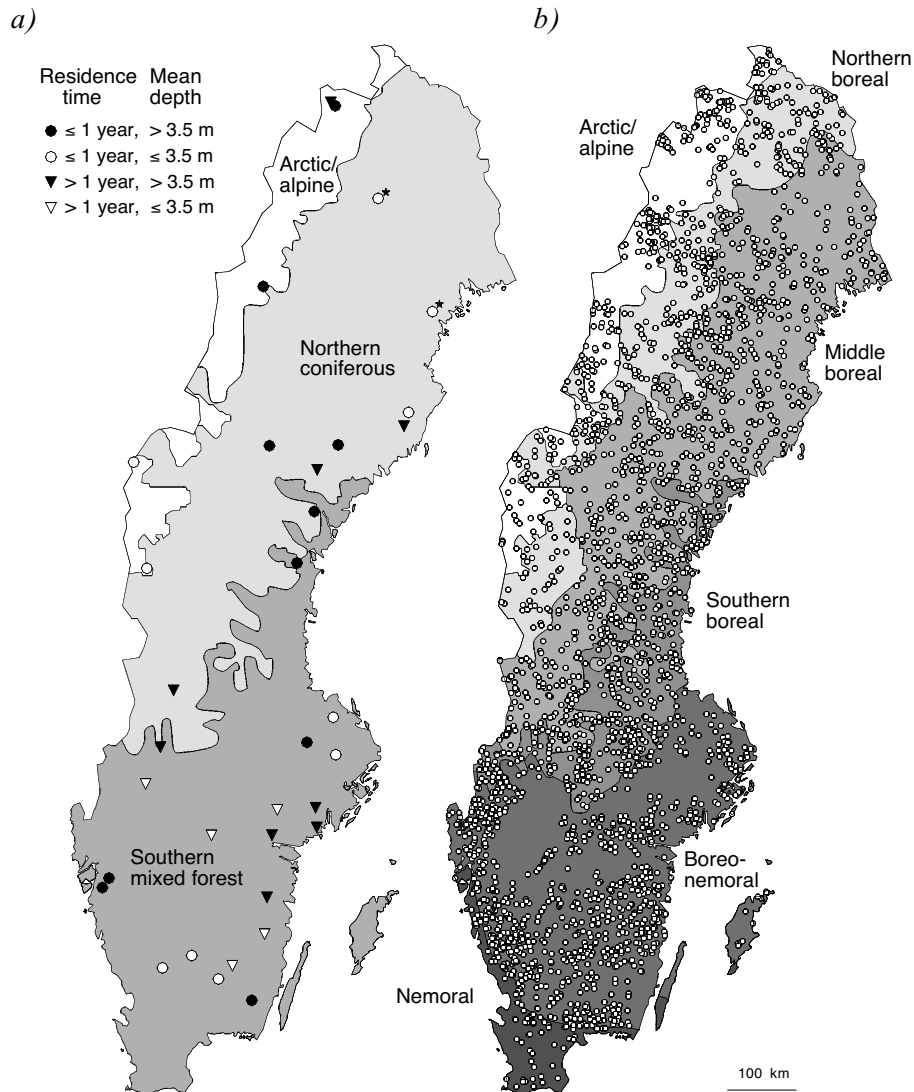 a)
Residence Mean
time depth
≤ 1 year, > 3.5 m
≤ 1 year, ≤ 3.5 m
> 1 year, > 3.5 m
> 1 year, ≤ 3.5 m
Arctic/
alpine
Northern
coniferous
Southern
mixed forest
b)
Northern
boreal
Arctic/
alpine
Middle
boreal
Southern
boreal
Boreo-
nemoral
Nemoral
100 km